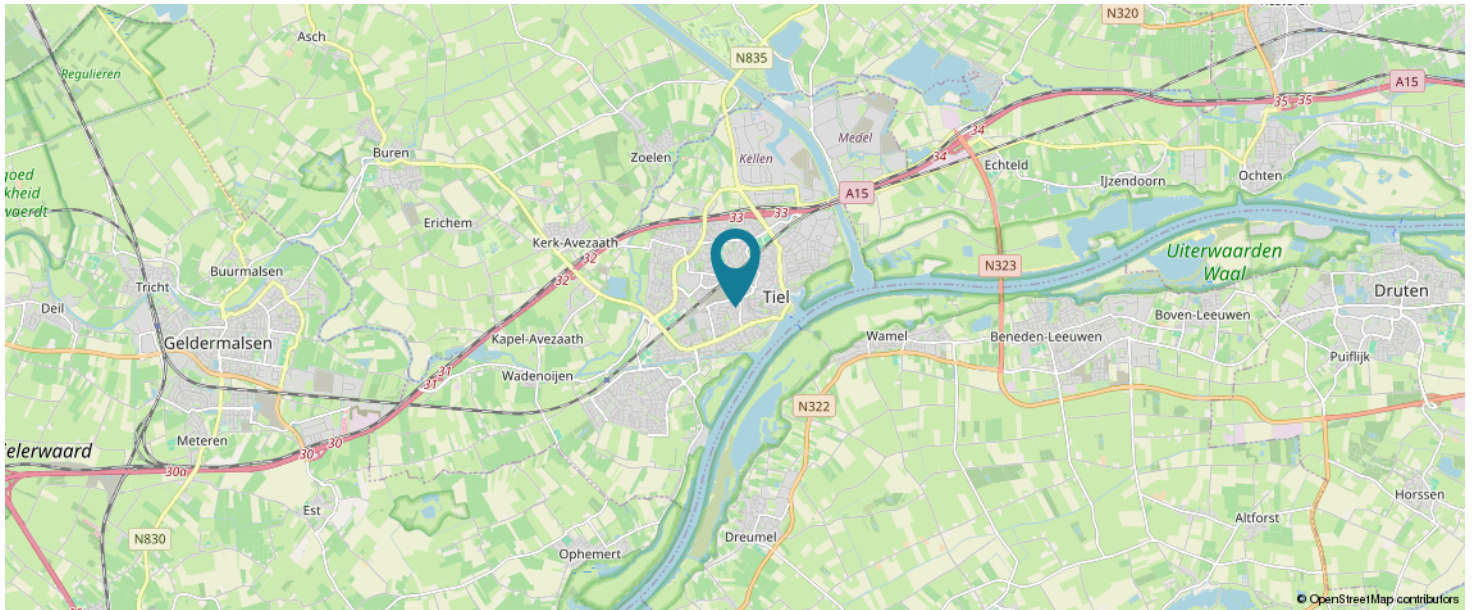 N320
Asch
N835
Regulieren
A15
35
35
Medel
34
Buren
Zoelen
Kellen
34
Echteld
IJzendoorn
Ochten
A15
Erichem
33
33
Kerk-Avezaath
32
Uiterwaarden
Waal
N323
Buurmalsen
32
Tricht
Tiel
Druten
Deil
Boven-Leeuwen
Geldermalsen
Kapel-Avezaath
Wamel
Beneden-Leeuwen
Puiflijk
31
31
Wadenoijen
N322
Meteren
30
30
30a
Horssen
Est
Altforst
N830
Dreumel
Ophemert
© OpenStreetMap contributors